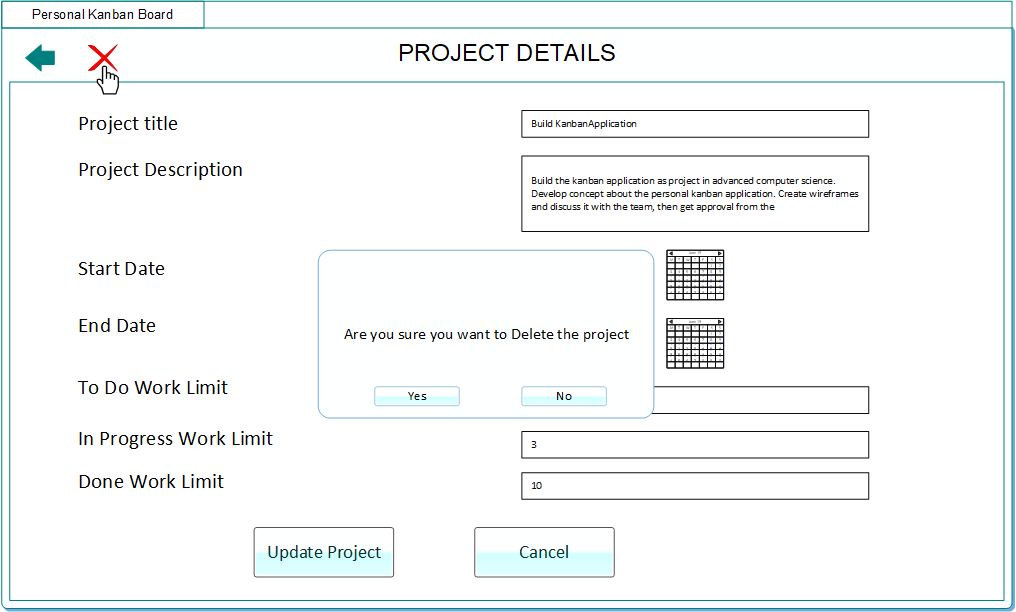 Personal Kanban Board
PROJECT DETAILS
Project title
Build KanbanApplication
Project Description
Build the kanban application as project in advanced computer science.
Develop concept about the personal kanban application. Create wireframes
and discuss it with the team, then get approval from the
Start Date
End Date
Are you sure you want to Delete the project
Yes
No
To Do Work Limit
In Progress Work Limit
3
Done Work Limit
10
Update Project
Cancel